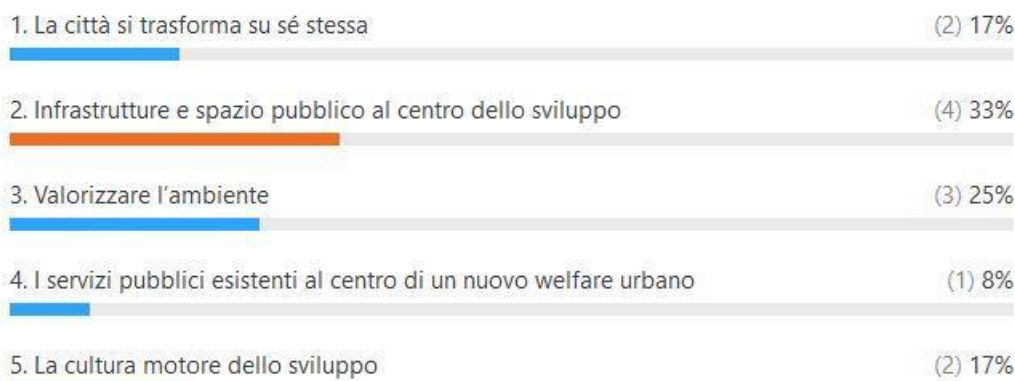 1. La città si trasforma su sé stessa (2) 17%
2. Infrastrutture e spazio pubblico al centro dello sviluppo (4) 33%
3. Valorizzare l'ambiente (3) 25%
4. I servizi pubblici esistenti al centro di un nuovo welfare urbano (1) 8%
5. La cultura motore dello sviluppo (2) 17%